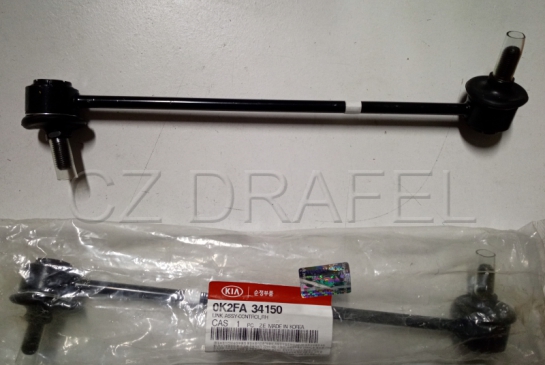 CZ DRAFEL
KIA 순정부품
0K2FA 34150
LINK ASSY-CONTROL,RH
CAS 1 PC MADE IN KOREA